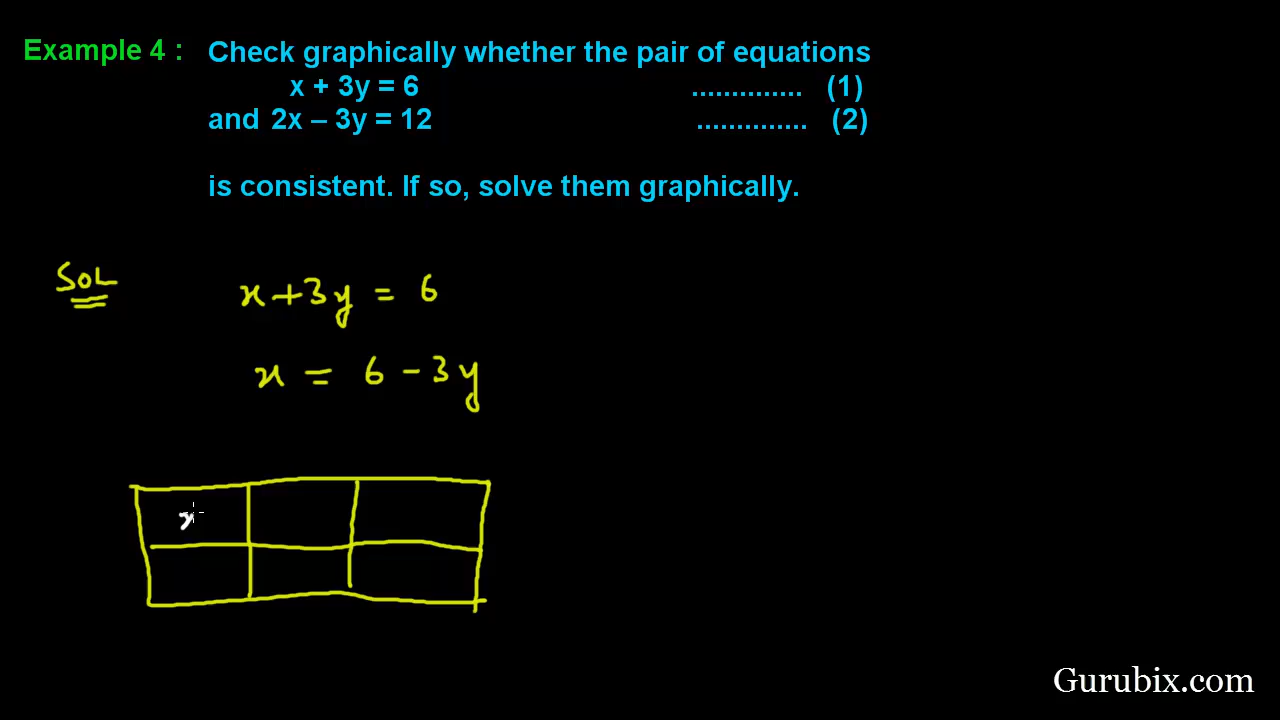 Example 4 : Check graphically whether the pair of equations
x + 3y = 6 .............. (1)
and 2x – 3y = 12 .............. (2)
is consistent. If so, solve them graphically.
SOL x+3y = 6
x = 6 - 3y
x
Gurubix.com